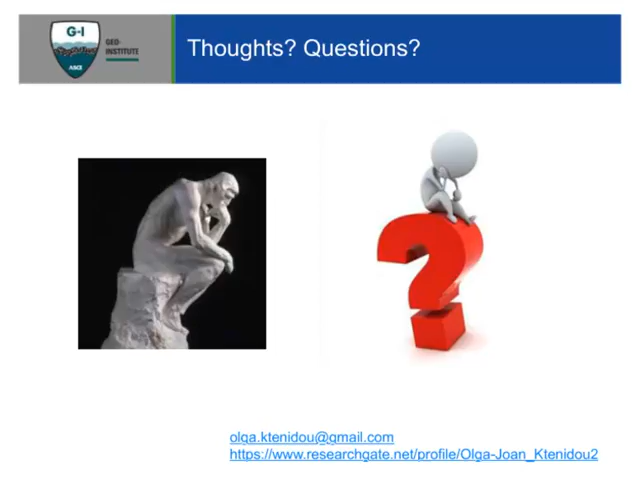 G-I
GEO-
INSTITUTE
ASCE
Thoughts? Questions?
olga.ktenidou@gmail.com
https://www.researchgate.net/profile/Olga-Joan_Ktenidou2